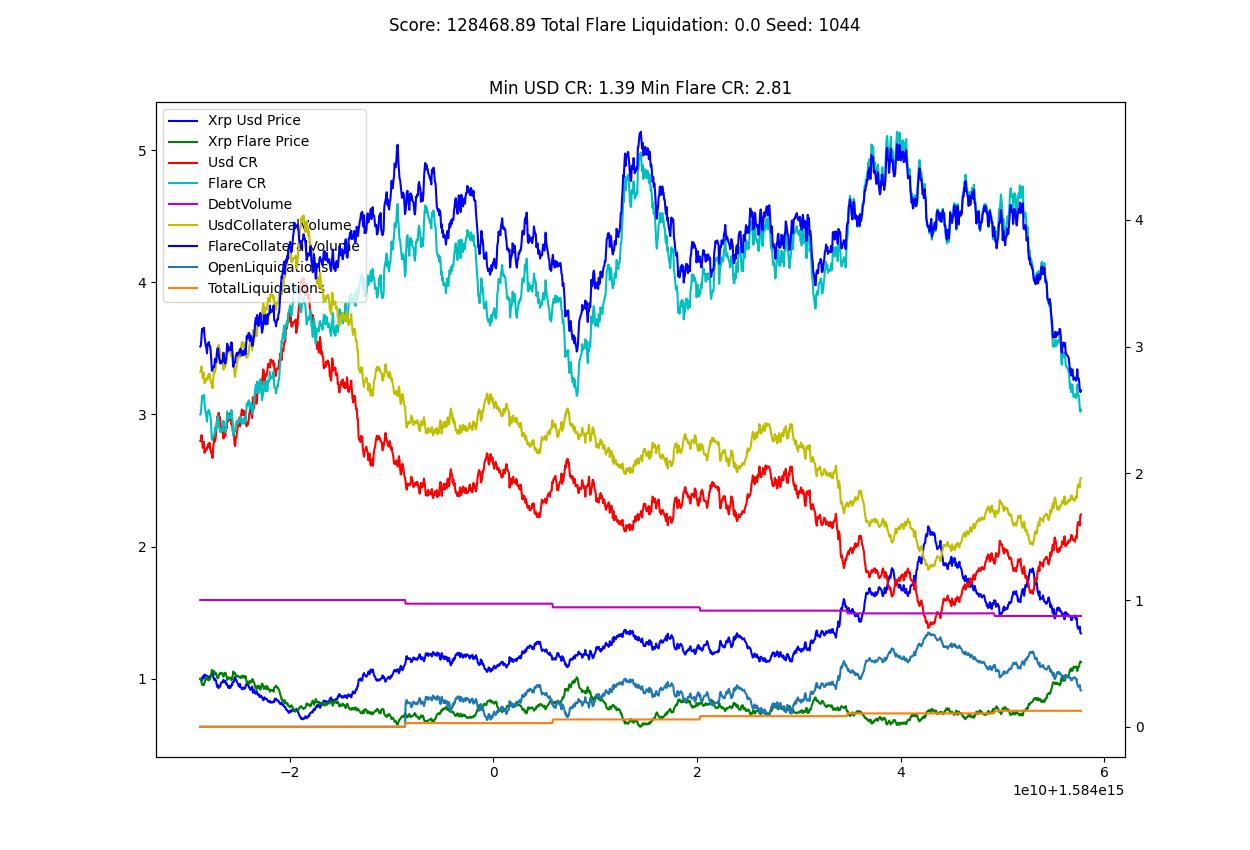 Score: 128468.89 Total Flare Liquidation: 0.0 Seed: 1044
Min USD CR: 1.39 Min Flare CR: 2.81
Xrp Usd Price
Xrp Flare Price
Usd CR
Flare CR
DebtVolume
UsdCollateralVolume
FlareCollateralVolume
OpenLiquidations
TotalLiquidations
5
4
3
2
1
4
3
2
1
0
−2
0
2
4
6
1e10+1.584e15